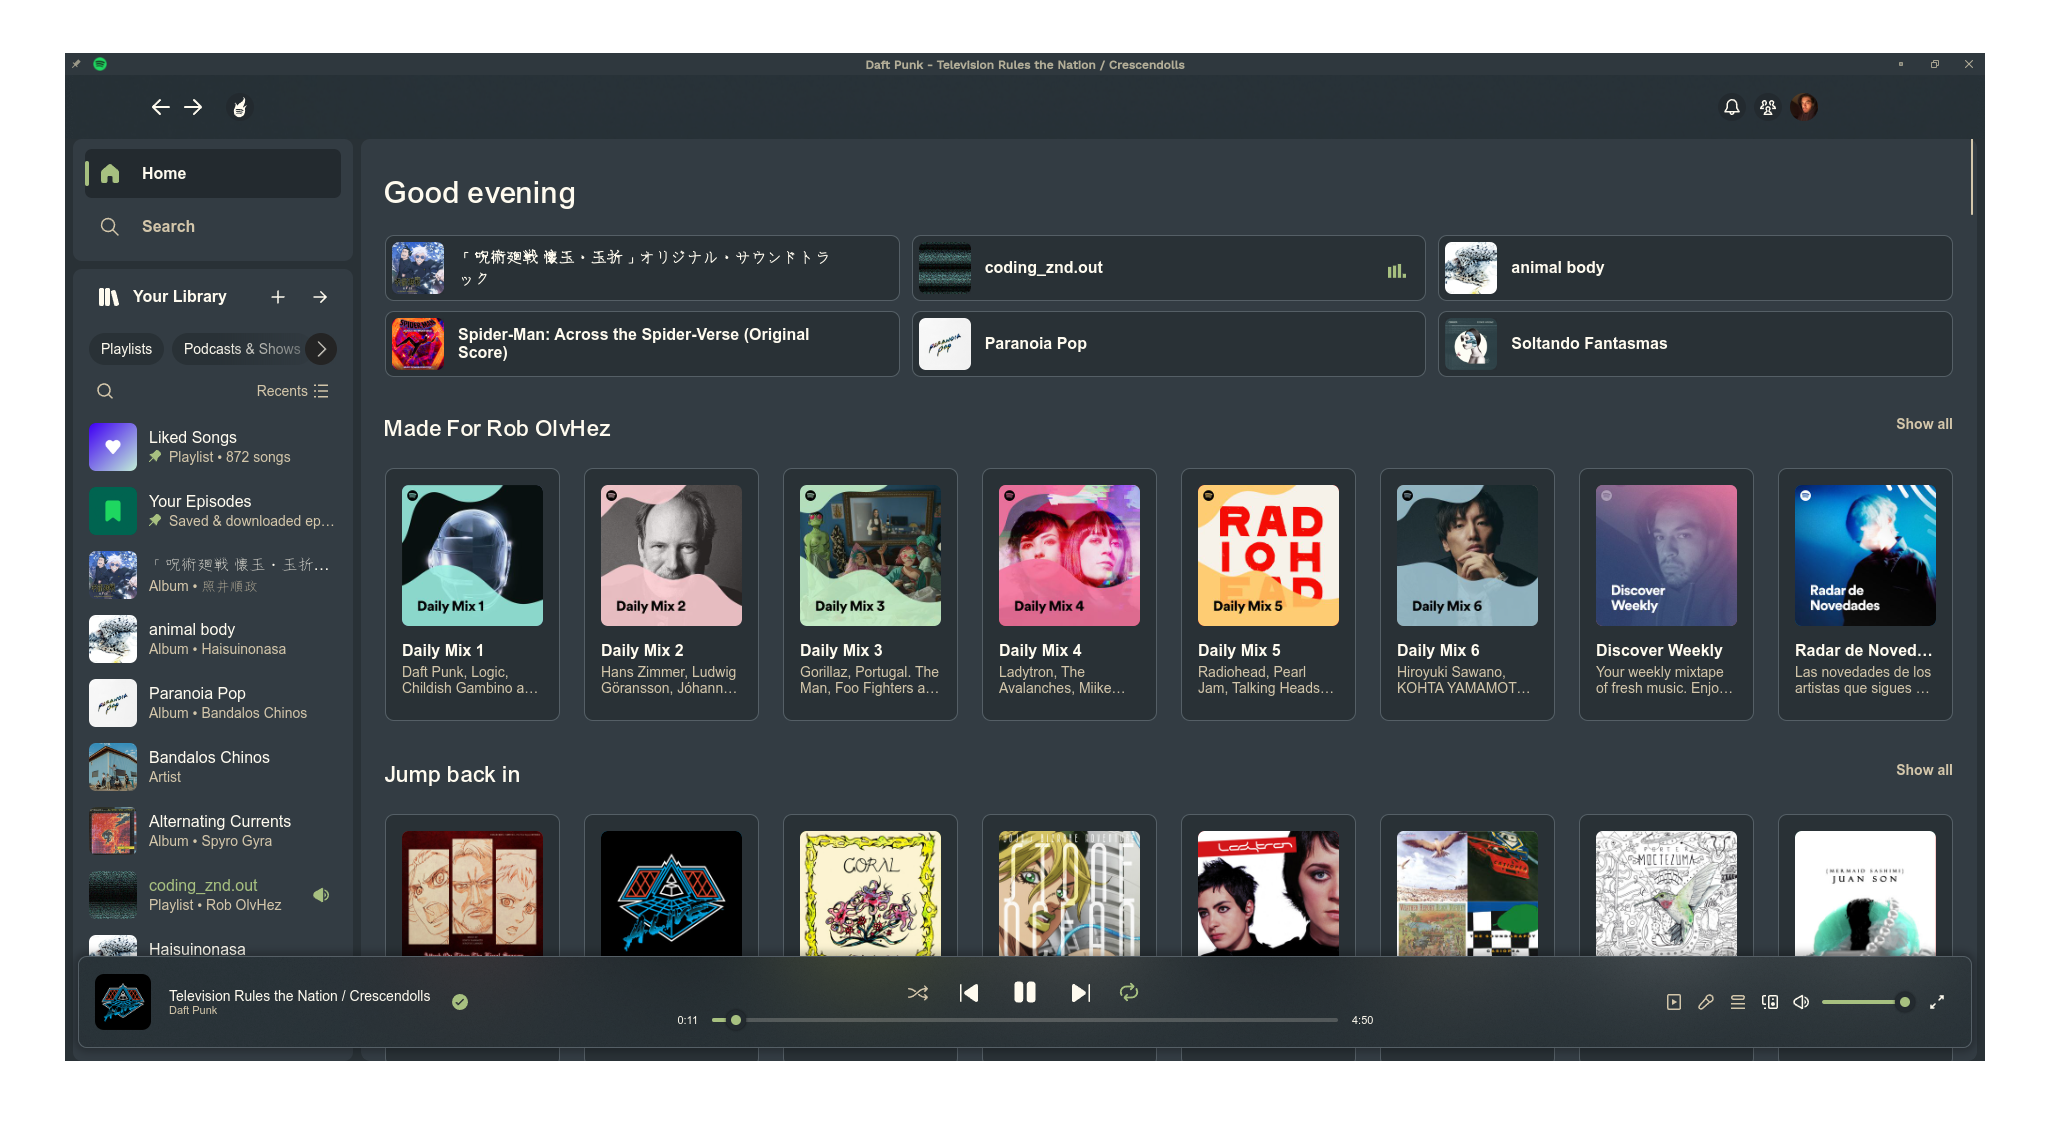 Daft Punk - Television Rules the Nation / Crescendolls
Home
Search
Your Library
Playlists
Podcasts & Shows
Recents
Liked Songs
Playlist • 872 songs
Your Episodes
Saved & downloaded ep...
「呪術廻戦 懐玉・玉折...
Album • 照井順政
animal body
Album • Haisuinonasa
Paranoia Pop
Album • Bandalos Chinos
Bandalos Chinos
Artist
Alternating Currents
Album • Spyro Gyra
coding_znd.out
Playlist • Rob OlvHez
Haisuinonasa
Good evening
「呪術廻戦 懐玉・玉折」オリジナル・サウンドトラ
ック
coding_znd.out
animal body
Spider-Man: Across the Spider-Verse (Original
Score)
Paranoia Pop
Soltando Fantasmas
Made For Rob OlvHez
Show all
Daily Mix 1
Daily Mix 2
Daily Mix 3
Daily Mix 4
RAD
IOH
EAD
Daily Mix 5
Daily Mix 6
Discover
Weekly
Radar de
Novedades
Daily Mix 1
Daft Punk, Logic,
Childish Gambino a...
Daily Mix 2
Hans Zimmer, Ludwig
Göransson, Jóhann...
Daily Mix 3
Gorillaz, Portugal. The
Man, Foo Fighters a...
Daily Mix 4
Ladytron, The
Avalanches, Miike...
Daily Mix 5
Radiohead, Pearl
Jam, Talking Heads...
Daily Mix 6
Hiroyuki Sawano,
KOHTA YAMAMOT...
Discover Weekly
Your weekly mixtape
of fresh music. Enjo...
Radar de Noved...
Las novedades de los
artistas que sigues ...
Jump back in
Show all
CORAL
STONE
OCEAN
Ladytron
PORTER
MOCTEZUMA
[MERMAID SASHIMI]
JUAN SON
Television Rules the Nation / Crescendolls
Daft Punk
0:11
4:50